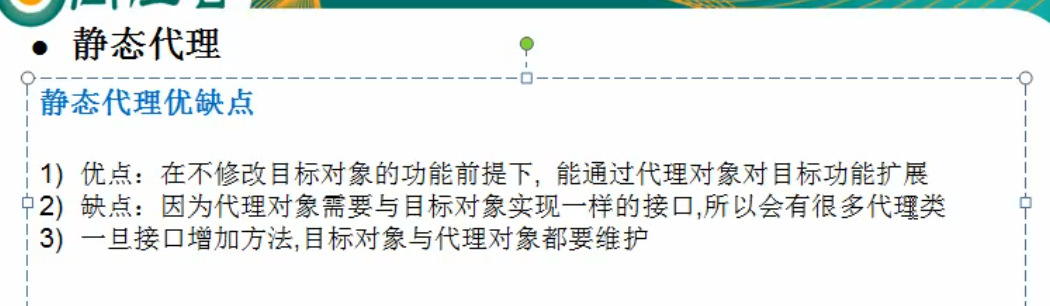 ● 静态代理
静态代理优缺点
1) 优点：在不修改目标对象的功能前提下, 能通过代理对象对目标功能扩展
2) 缺点：因为代理对象需要与目标对象实现一样的接口,所以会有很多代理类
3) 一旦接口增加方法,目标对象与代理对象都要维护